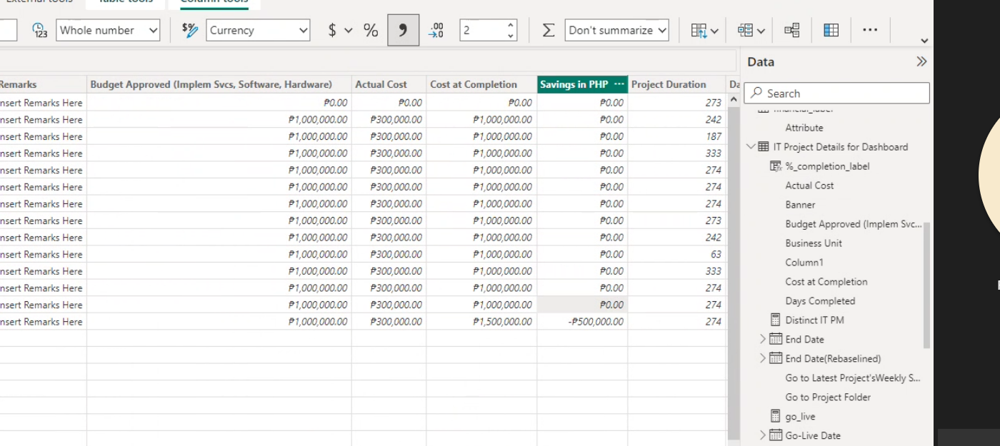 External tools Table tools Column tools
123 Whole number $% Currency $ % 9 .00 →.0 2 Σ Don't summarize ...
Data
Remarks Budget Approved (Implem Svcs, Software, Hardware) Actual Cost Cost at Completion Savings in PHP ... Project Duration Da
Search
nsert Remarks Here ₱0.00 ₱0.00 ₱0.00 ₱0.00 273
nsert Remarks Here ₱1,000,000.00 ₱300,000.00 ₱1,000,000.00 ₱0.00 242
nsert Remarks Here ₱1,000,000.00 ₱300,000.00 ₱1,000,000.00 ₱0.00 187
nsert Remarks Here ₱1,000,000.00 ₱300,000.00 ₱1,000,000.00 ₱0.00 333
nsert Remarks Here ₱1,000,000.00 ₱300,000.00 ₱1,000,000.00 ₱0.00 274
nsert Remarks Here ₱1,000,000.00 ₱300,000.00 ₱1,000,000.00 ₱0.00 274
nsert Remarks Here ₱1,000,000.00 ₱300,000.00 ₱1,000,000.00 ₱0.00 274
nsert Remarks Here ₱1,000,000.00 ₱300,000.00 ₱1,000,000.00 ₱0.00 273
nsert Remarks Here ₱1,000,000.00 ₱300,000.00 ₱1,000,000.00 ₱0.00 242
nsert Remarks Here ₱1,000,000.00 ₱300,000.00 ₱1,000,000.00 ₱0.00 63
nsert Remarks Here ₱1,000,000.00 ₱300,000.00 ₱1,000,000.00 ₱0.00 333
nsert Remarks Here ₱1,000,000.00 ₱300,000.00 ₱1,000,000.00 ₱0.00 274
nsert Remarks Here ₱1,000,000.00 ₱300,000.00 ₱1,000,000.00 ₱0.00 274
nsert Remarks Here ₱1,000,000.00 ₱300,000.00 ₱1,500,000.00 -₱500,000.00 274
financial_label
Attribute
IT Project Details for Dashboard
%_completion_label
Actual Cost
Banner
Budget Approved (Implem Svc...
Business Unit
Column1
Cost at Completion
Days Completed
Distinct IT PM
End Date
End Date(Rebaselined)
Go to Latest Project'sWeekly S...
Go to Project Folder
go_live
Go-Live Date